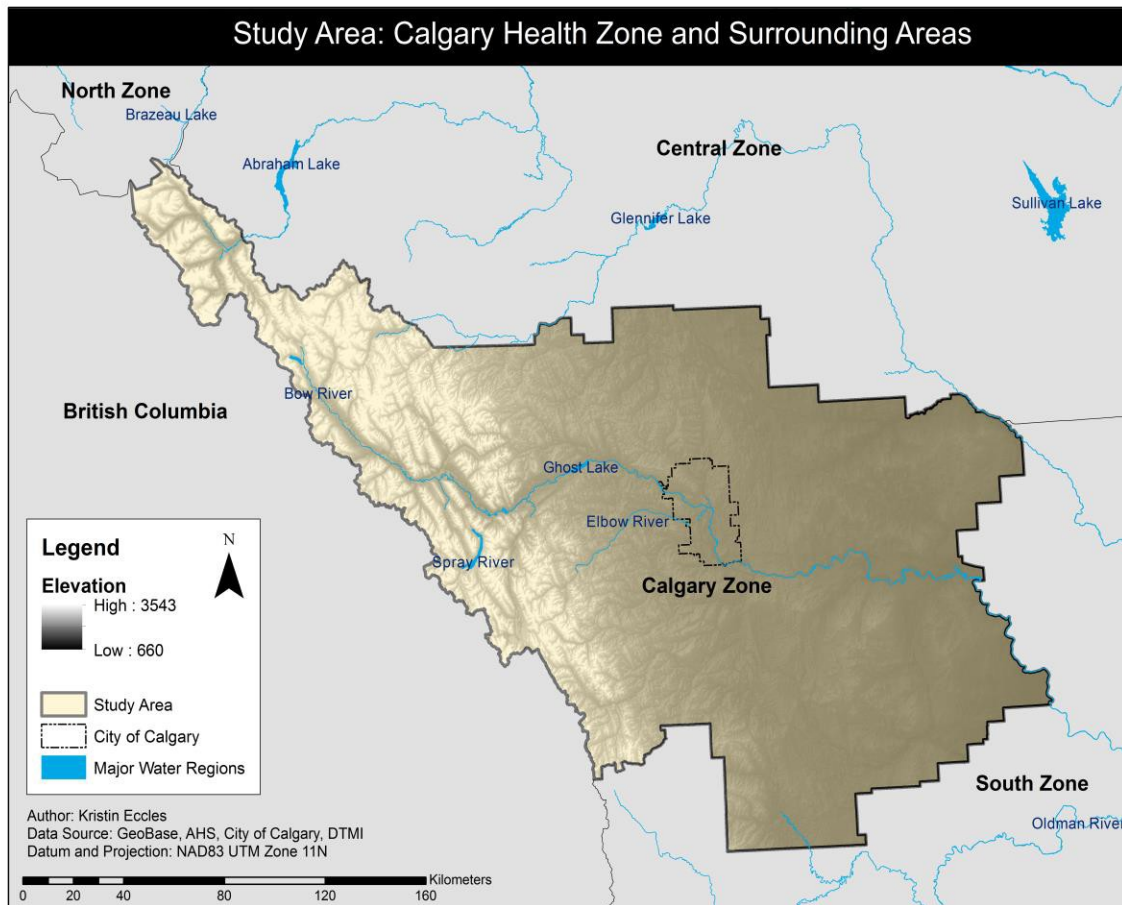 Study Area: Calgary Health Zone and Surrounding Areas
North Zone
Brazeau Lake
Abraham Lake
Central Zone
Glennifer Lake
Sullivan Lake
British Columbia
Bow River
Ghost Lake
Elbow River
Spray River
Calgary Zone
South Zone
Oldman River
Legend
N
Elevation
High : 3543
Low : 660
Study Area
City of Calgary
Major Water Regions
Author: Kristin Eccles
Data Source: GeoBase, AHS, City of Calgary, DTMI
Datum and Projection: NAD83 UTM Zone 11N
Kilometers
0 20 40 80 120 160